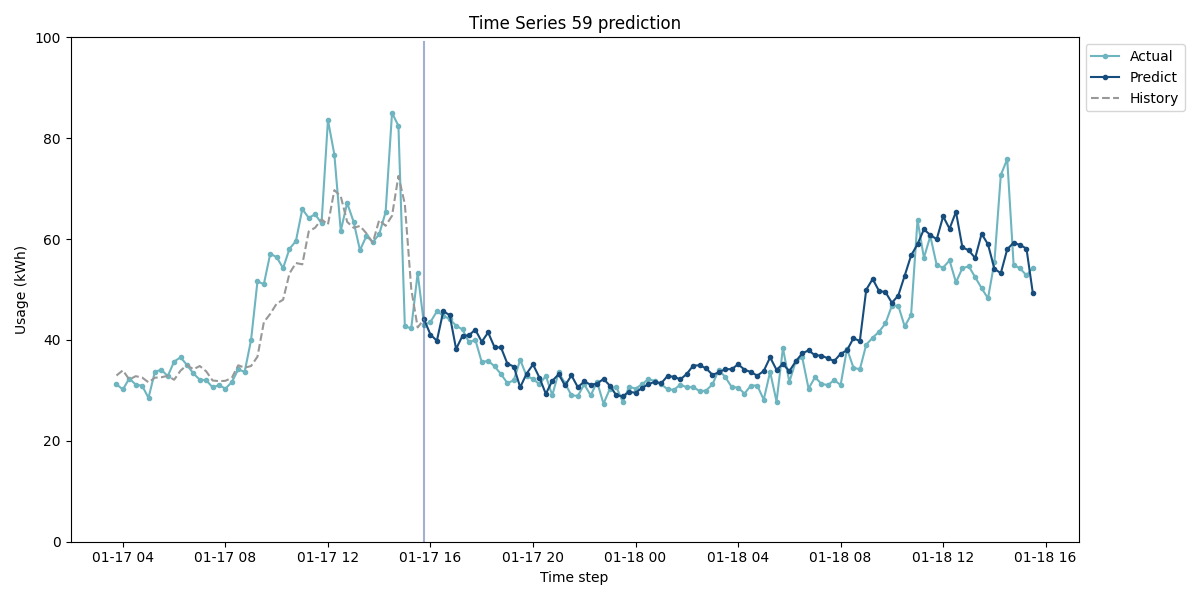 Time Series 59 prediction
Usage (kWh)
100
80
60
40
20
0
01-17 04
01-17 08
01-17 12
01-17 16
01-17 20
01-18 00
01-18 04
01-18 08
01-18 12
01-18 16
Time step
Actual
Predict
History